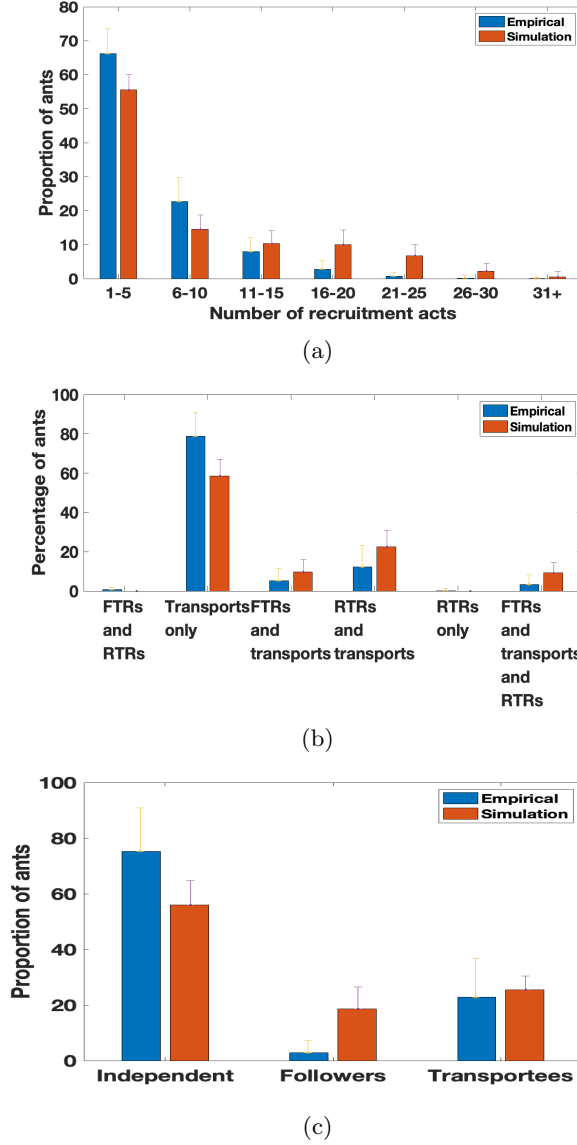 80
70
60
50
40
30
20
10
0
Proportion of ants
Empirical
Simulation
1-5 6-10 11-15 16-20 21-25 26-30 31+
Number of recruitment acts
(a)
100
80
60
40
20
0
Percentage of ants
Empirical
Simulation
FTRs Transports FTRs RTRs RTRs FTRs
and only and and only and
RTRs transports transports transports
and
RTRs
(b)
100
80
60
40
20
0
Proportion of ants
Empirical
Simulation
Independent Followers Transportees
(c)